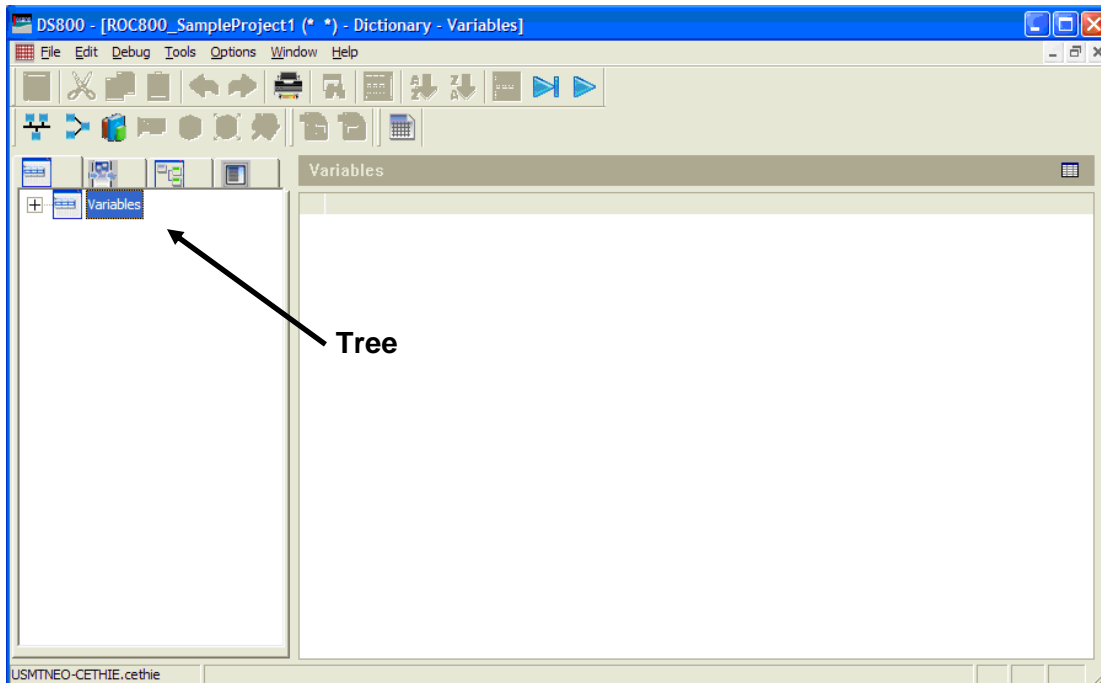 DS800 - [ROC800_SampleProject1 (* *) - Dictionary - Variables]
File Edit Debug Tools Options Window Help
Variables
Variables
Tree
USMTNEO-CETHIE.cethie